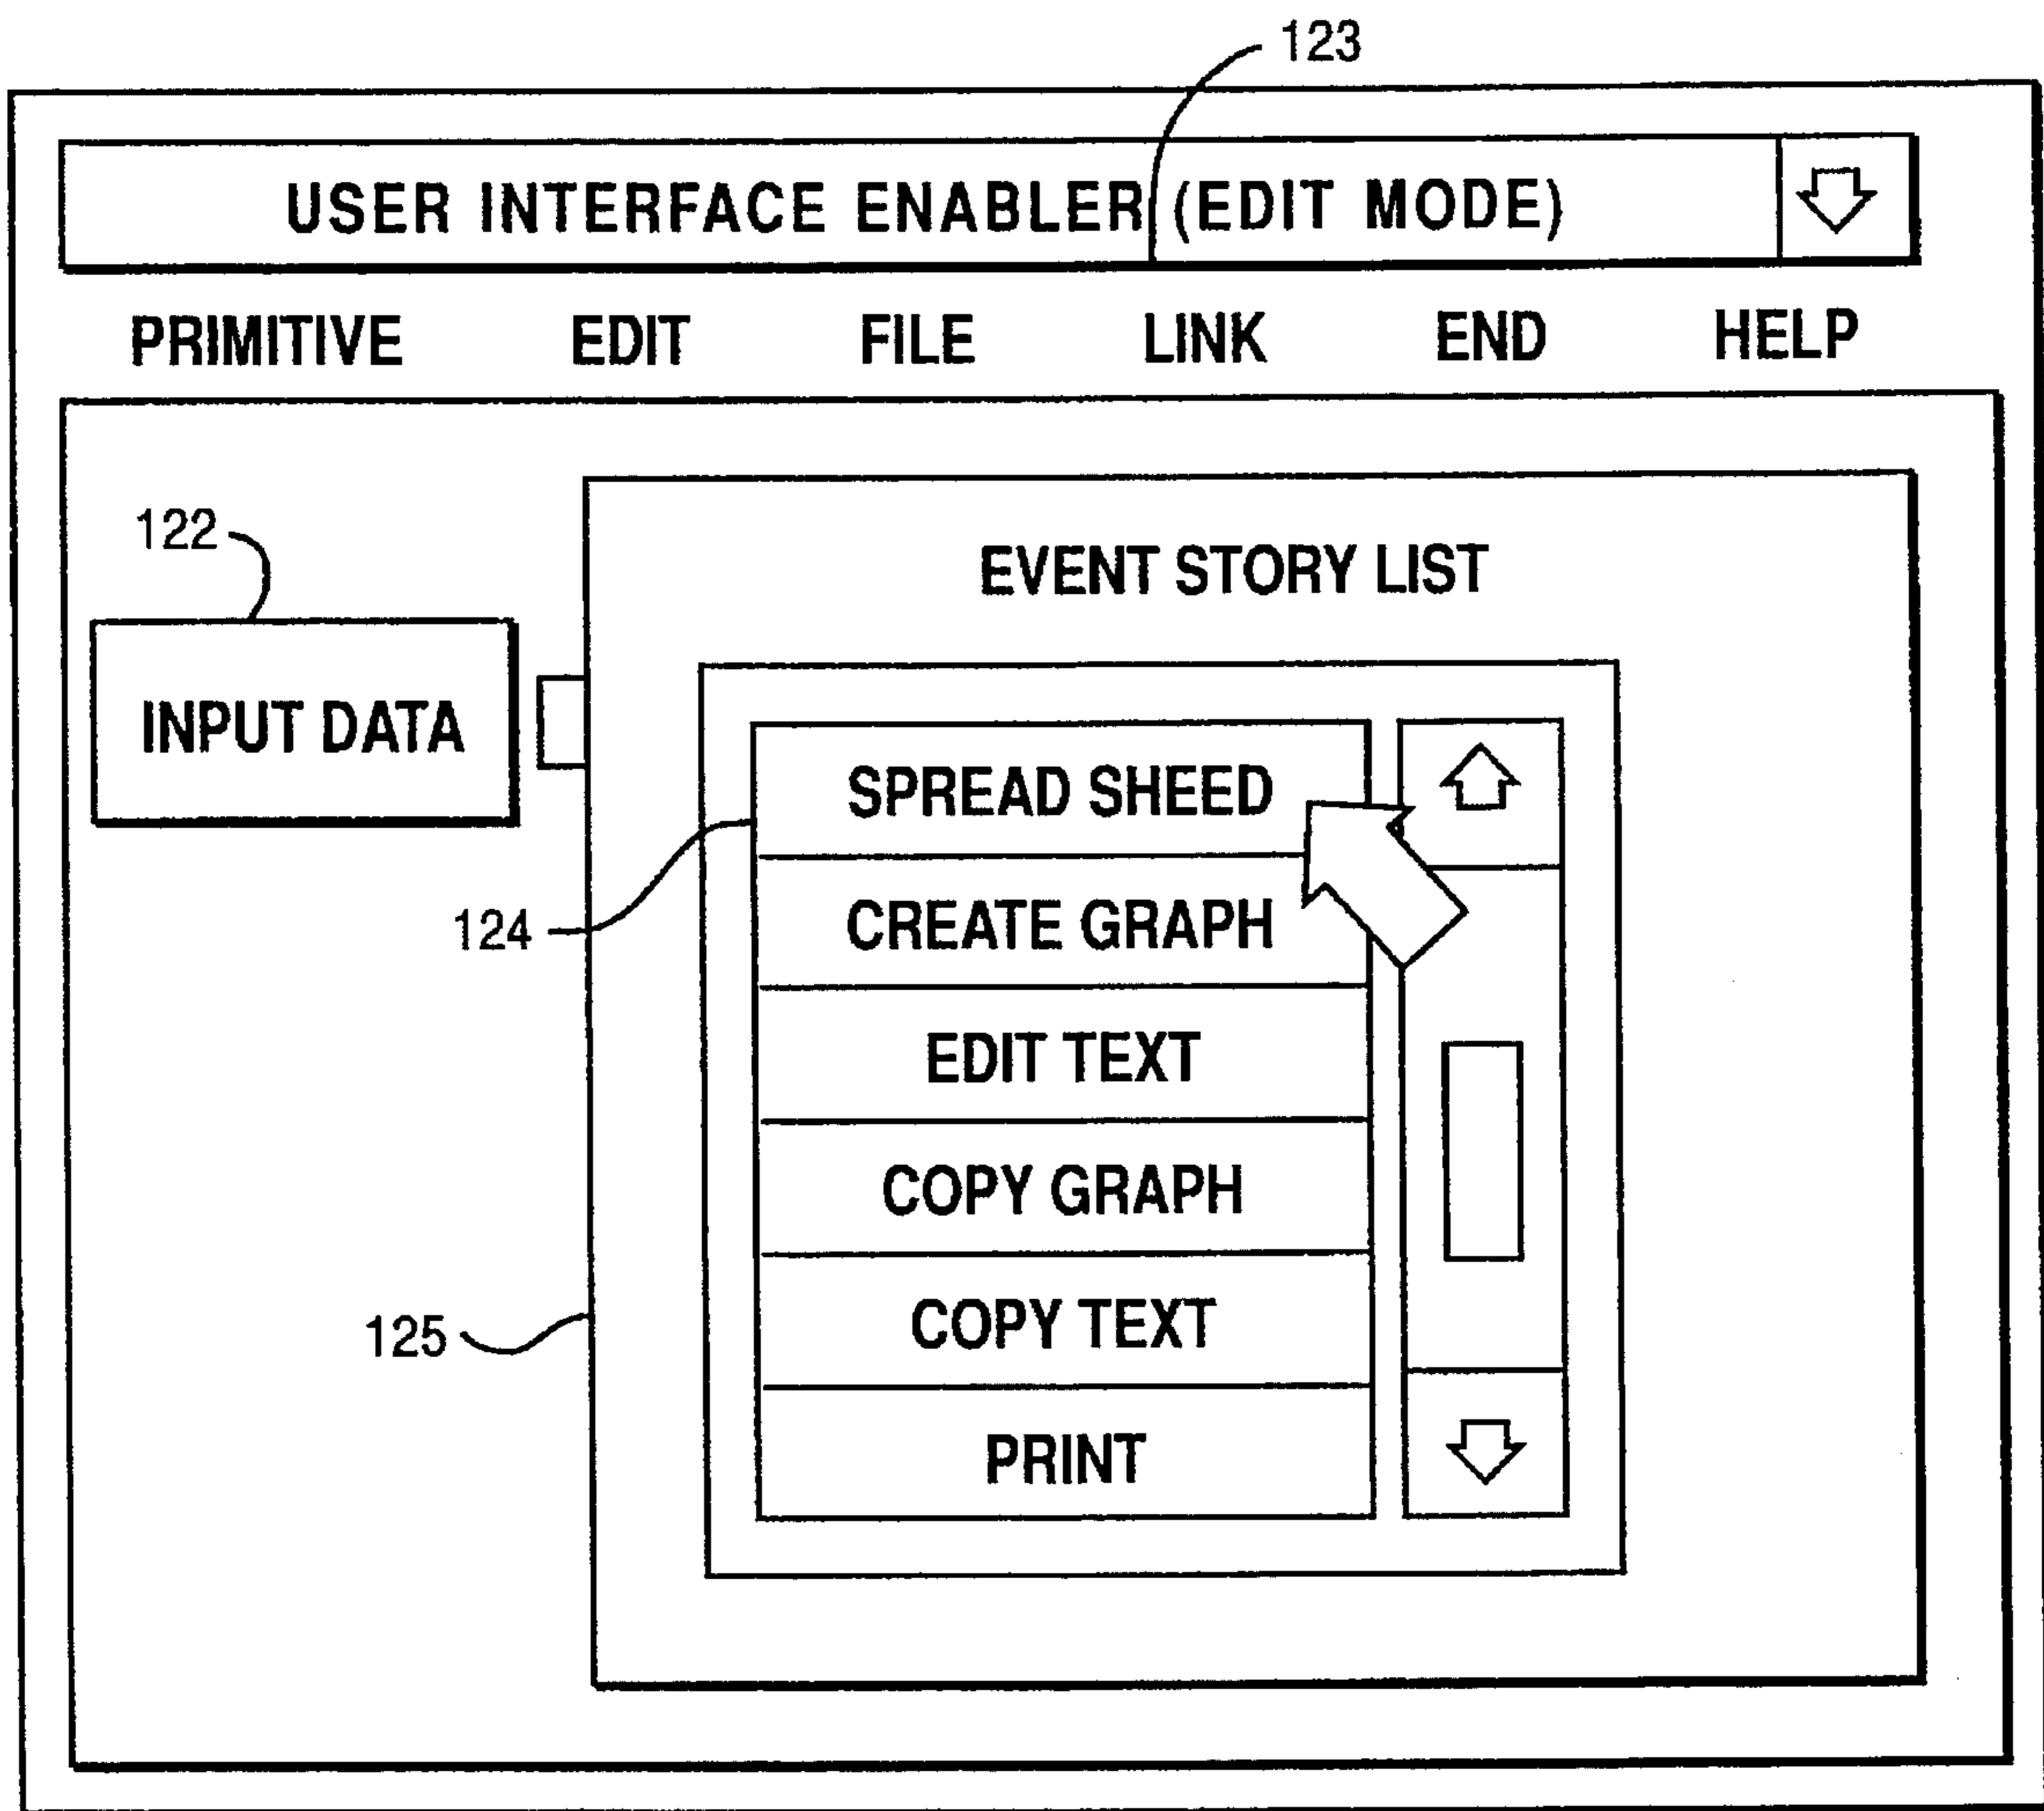 123
USER INTERFACE ENABLER (EDIT MODE)
PRIMITIVE EDIT FILE LINK END HELP
122
EVENT STORY LIST
INPUT DATA
SPREAD SHEED
124
CREATE GRAPH
EDIT TEXT
COPY GRAPH
125
COPY TEXT
PRINT